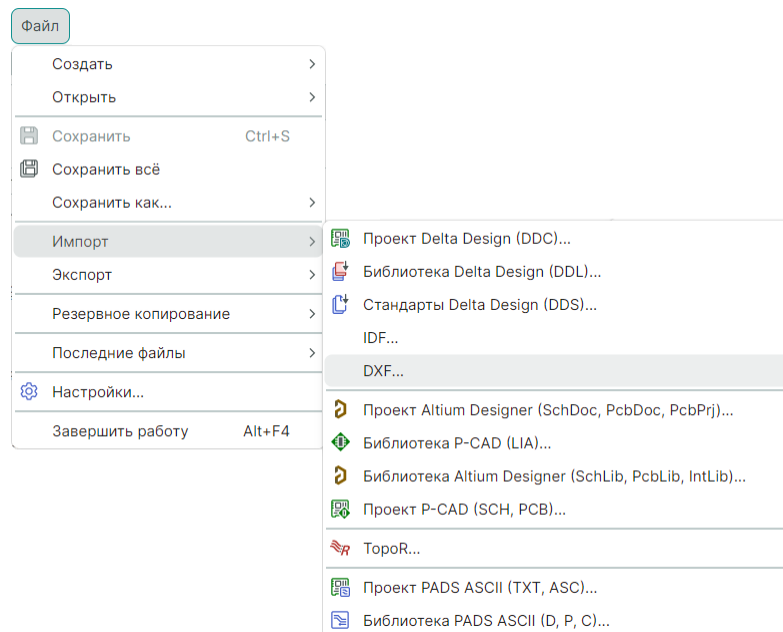 Файл
Создать
Открыть
Сохранить Ctrl+S
Сохранить всё
Сохранить как...
Импорт
Экспорт
Резервное копирование
Последние файлы
Настройки...
Завершить работу Alt+F4
Проект Delta Design (DDC)...
Библиотека Delta Design (DDL)...
Стандарты Delta Design (DDS)...
IDF...
DXF...
Проект Altium Designer (SchDoc, PcbDoc, PcbPrj)...
Библиотека P-CAD (LIA)...
Библиотека Altium Designer (SchLib, PcbLib, IntLib)...
Проект P-CAD (SCH, PCB)...
TopoR...
Проект PADS ASCII (TXT, ASC)...
Библиотека PADS ASCII (D, P, C)...